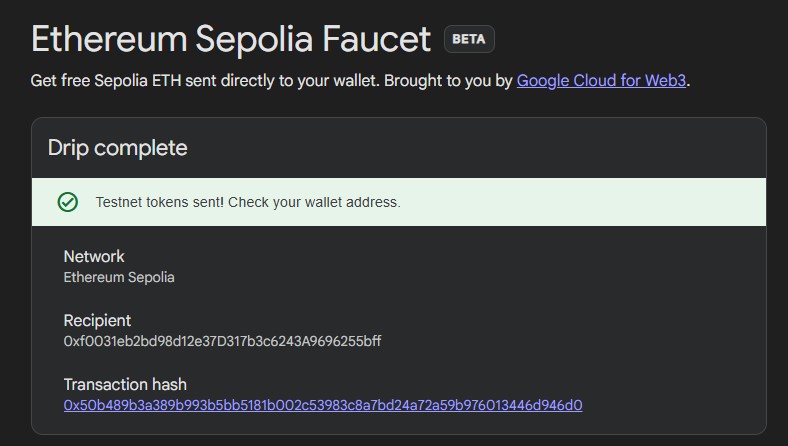 Ethereum Sepolia Faucet BETA
Get free Sepolia ETH sent directly to your wallet. Brought to you by Google Cloud for Web3.
Drip complete
Testnet tokens sent! Check your wallet address.
Network
Ethereum Sepolia
Recipient
0xf0031eb2bd98d12e37D317b3c6243A9696255bff
Transaction hash
0x50b489b3a389b993b5bb5181b002c53983c8a7bd24a72a59b976013446d946d0